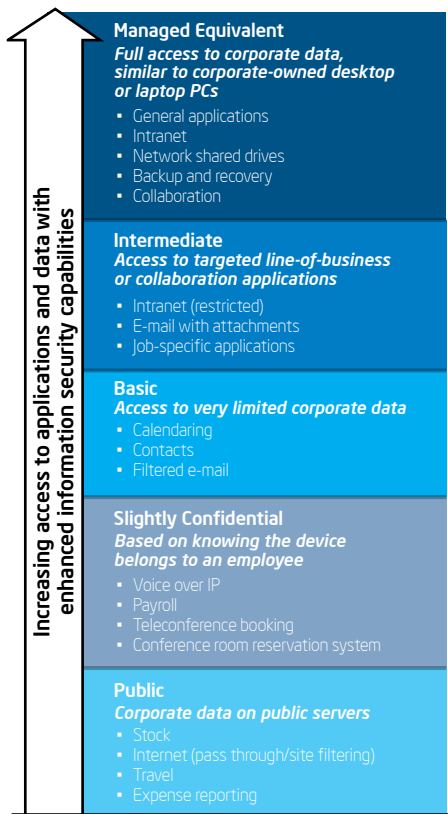 Increasing access to applications and data with
enhanced information security capabilities
Managed Equivalent
Full access to corporate data,
similar to corporate-owned desktop
or laptop PCs
▪ General applications
▪ Intranet
▪ Network shared drives
▪ Backup and recovery
▪ Collaboration
Intermediate
Access to targeted line-of-business
or collaboration applications
▪ Intranet (restricted)
▪ E-mail with attachments
▪ Job-specific applications
Basic
Access to very limited corporate data
▪ Calendaring
▪ Contacts
▪ Filtered e-mail
Slightly Confidential
Based on knowing the device
belongs to an employee
▪ Voice over IP
▪ Payroll
▪ Teleconference booking
▪ Conference room reservation system
Public
Corporate data on public servers
▪ Stock
▪ Internet (pass through/site filtering)
▪ Travel
▪ Expense reporting